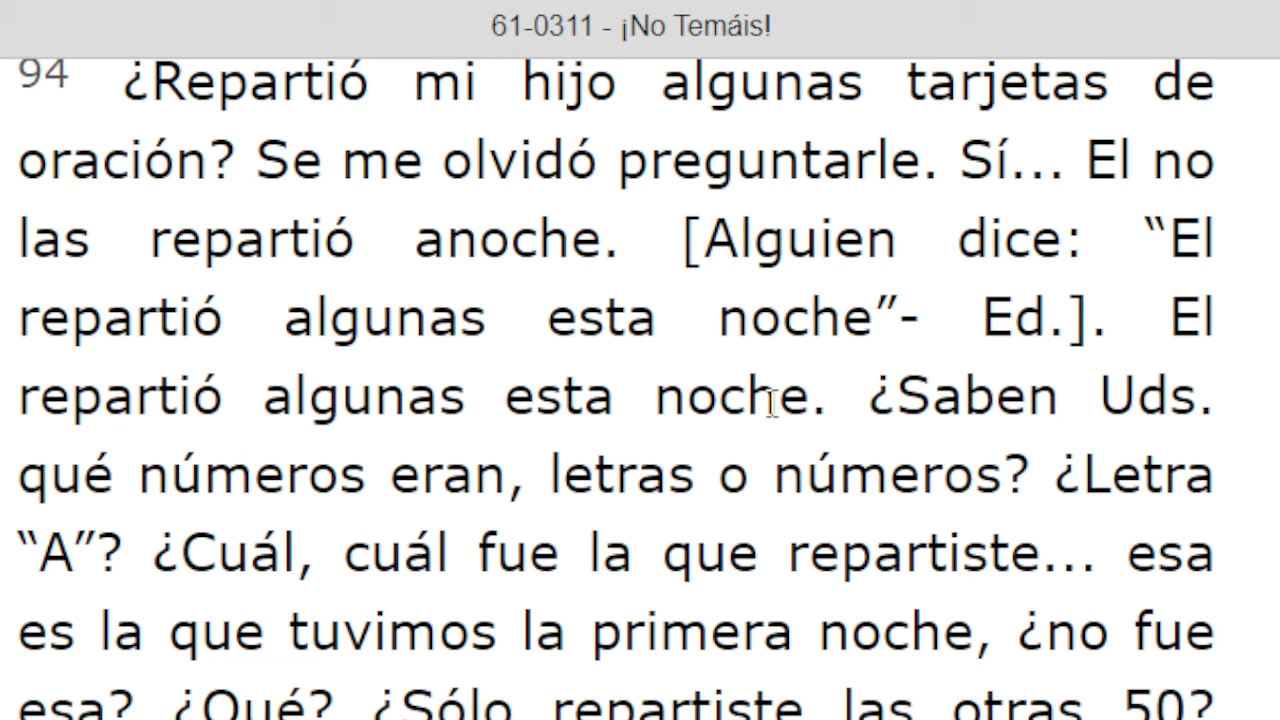 61-0311 - ¡No Temáis!
94 ¿Repartió mi hijo algunas tarjetas de
oración? Se me olvidó preguntarle. Sí... El no
las repartió anoche. [Alguien dice: “El
repartió algunas esta noche”- Ed.]. El
repartió algunas esta noche. ¿Saben Uds.
qué números eran, letras o números? ¿Letra
“A”? ¿Cuál, cuál fue la que repartiste... esa
es la que tuvimos la primera noche, ¿no fue
esa? ¿Qué? ¿Sólo repartiste las otras 50?